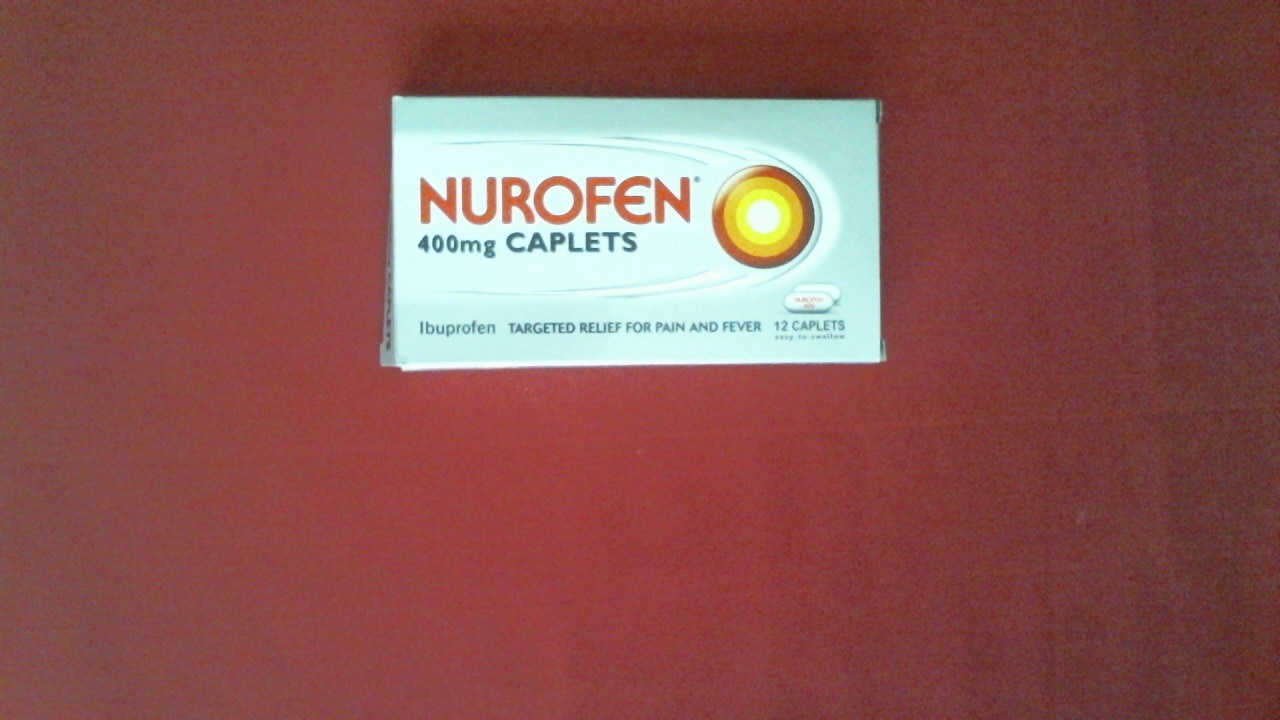 NUROFEN®
400mg CAPLETS
Ibuprofen TARGETED RELIEF FOR PAIN AND FEVER 12 CAPLETS
easy-to-swallow